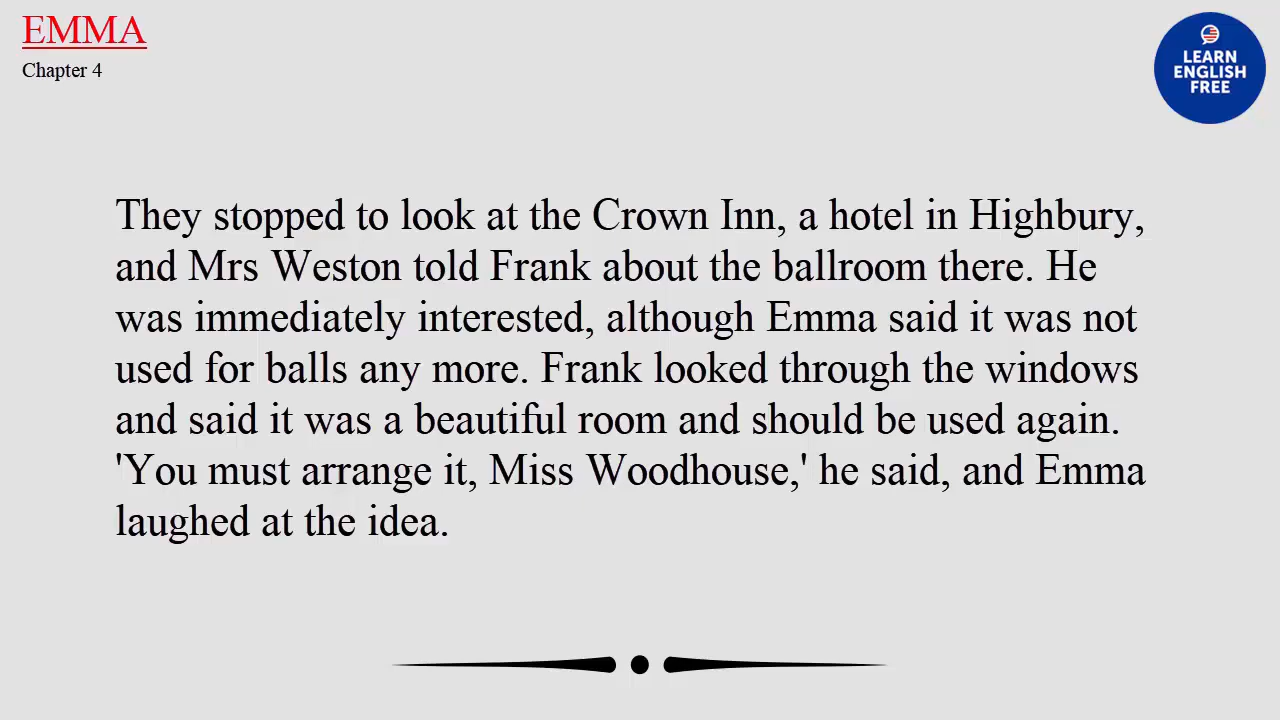 EMMA
Chapter 4
LEARN
ENGLISH
FREE
They stopped to look at the Crown Inn, a hotel in Highbury,
and Mrs Weston told Frank about the ballroom there. He
was immediately interested, although Emma said it was not
used for balls any more. Frank looked through the windows
and said it was a beautiful room and should be used again.
'You must arrange it, Miss Woodhouse,' he said, and Emma
laughed at the idea.